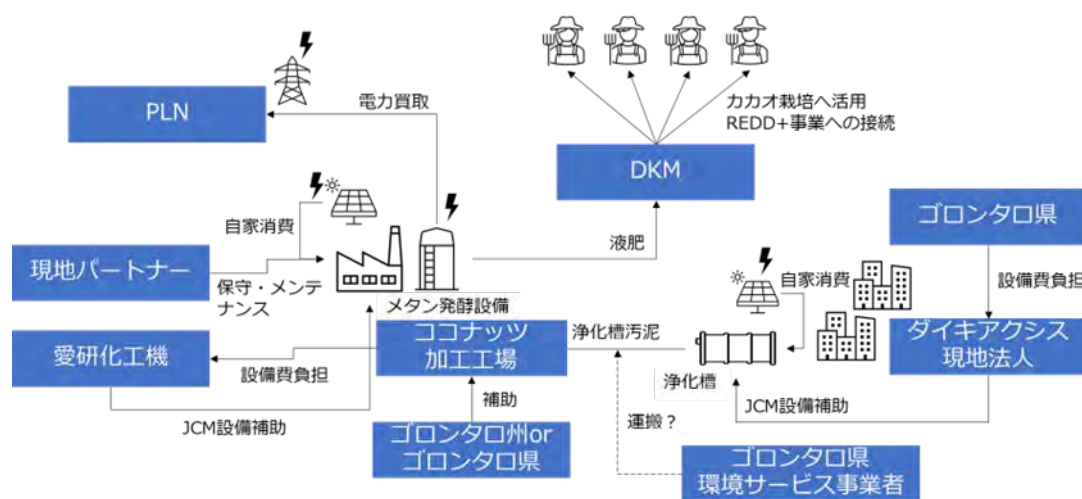 PLN
電力買取
カカオ栽培へ活用
REDD+事業への接続
DKM
ゴロンタロ県
自家消費
液肥
現地パートナー
保守・メンテ
ナンス
メタン発酵設備
自家消費
設備費負担
ココナッツ
加工工場
浄化槽汚泥
ダイキアクシス
現地法人
愛研化工機
設備費負担
浄化槽
補助
JCM設備補助
運搬?
JCM設備補助
ゴロンタロ州or
ゴロンタロ県
ゴロンタロ県
環境サービス事業者